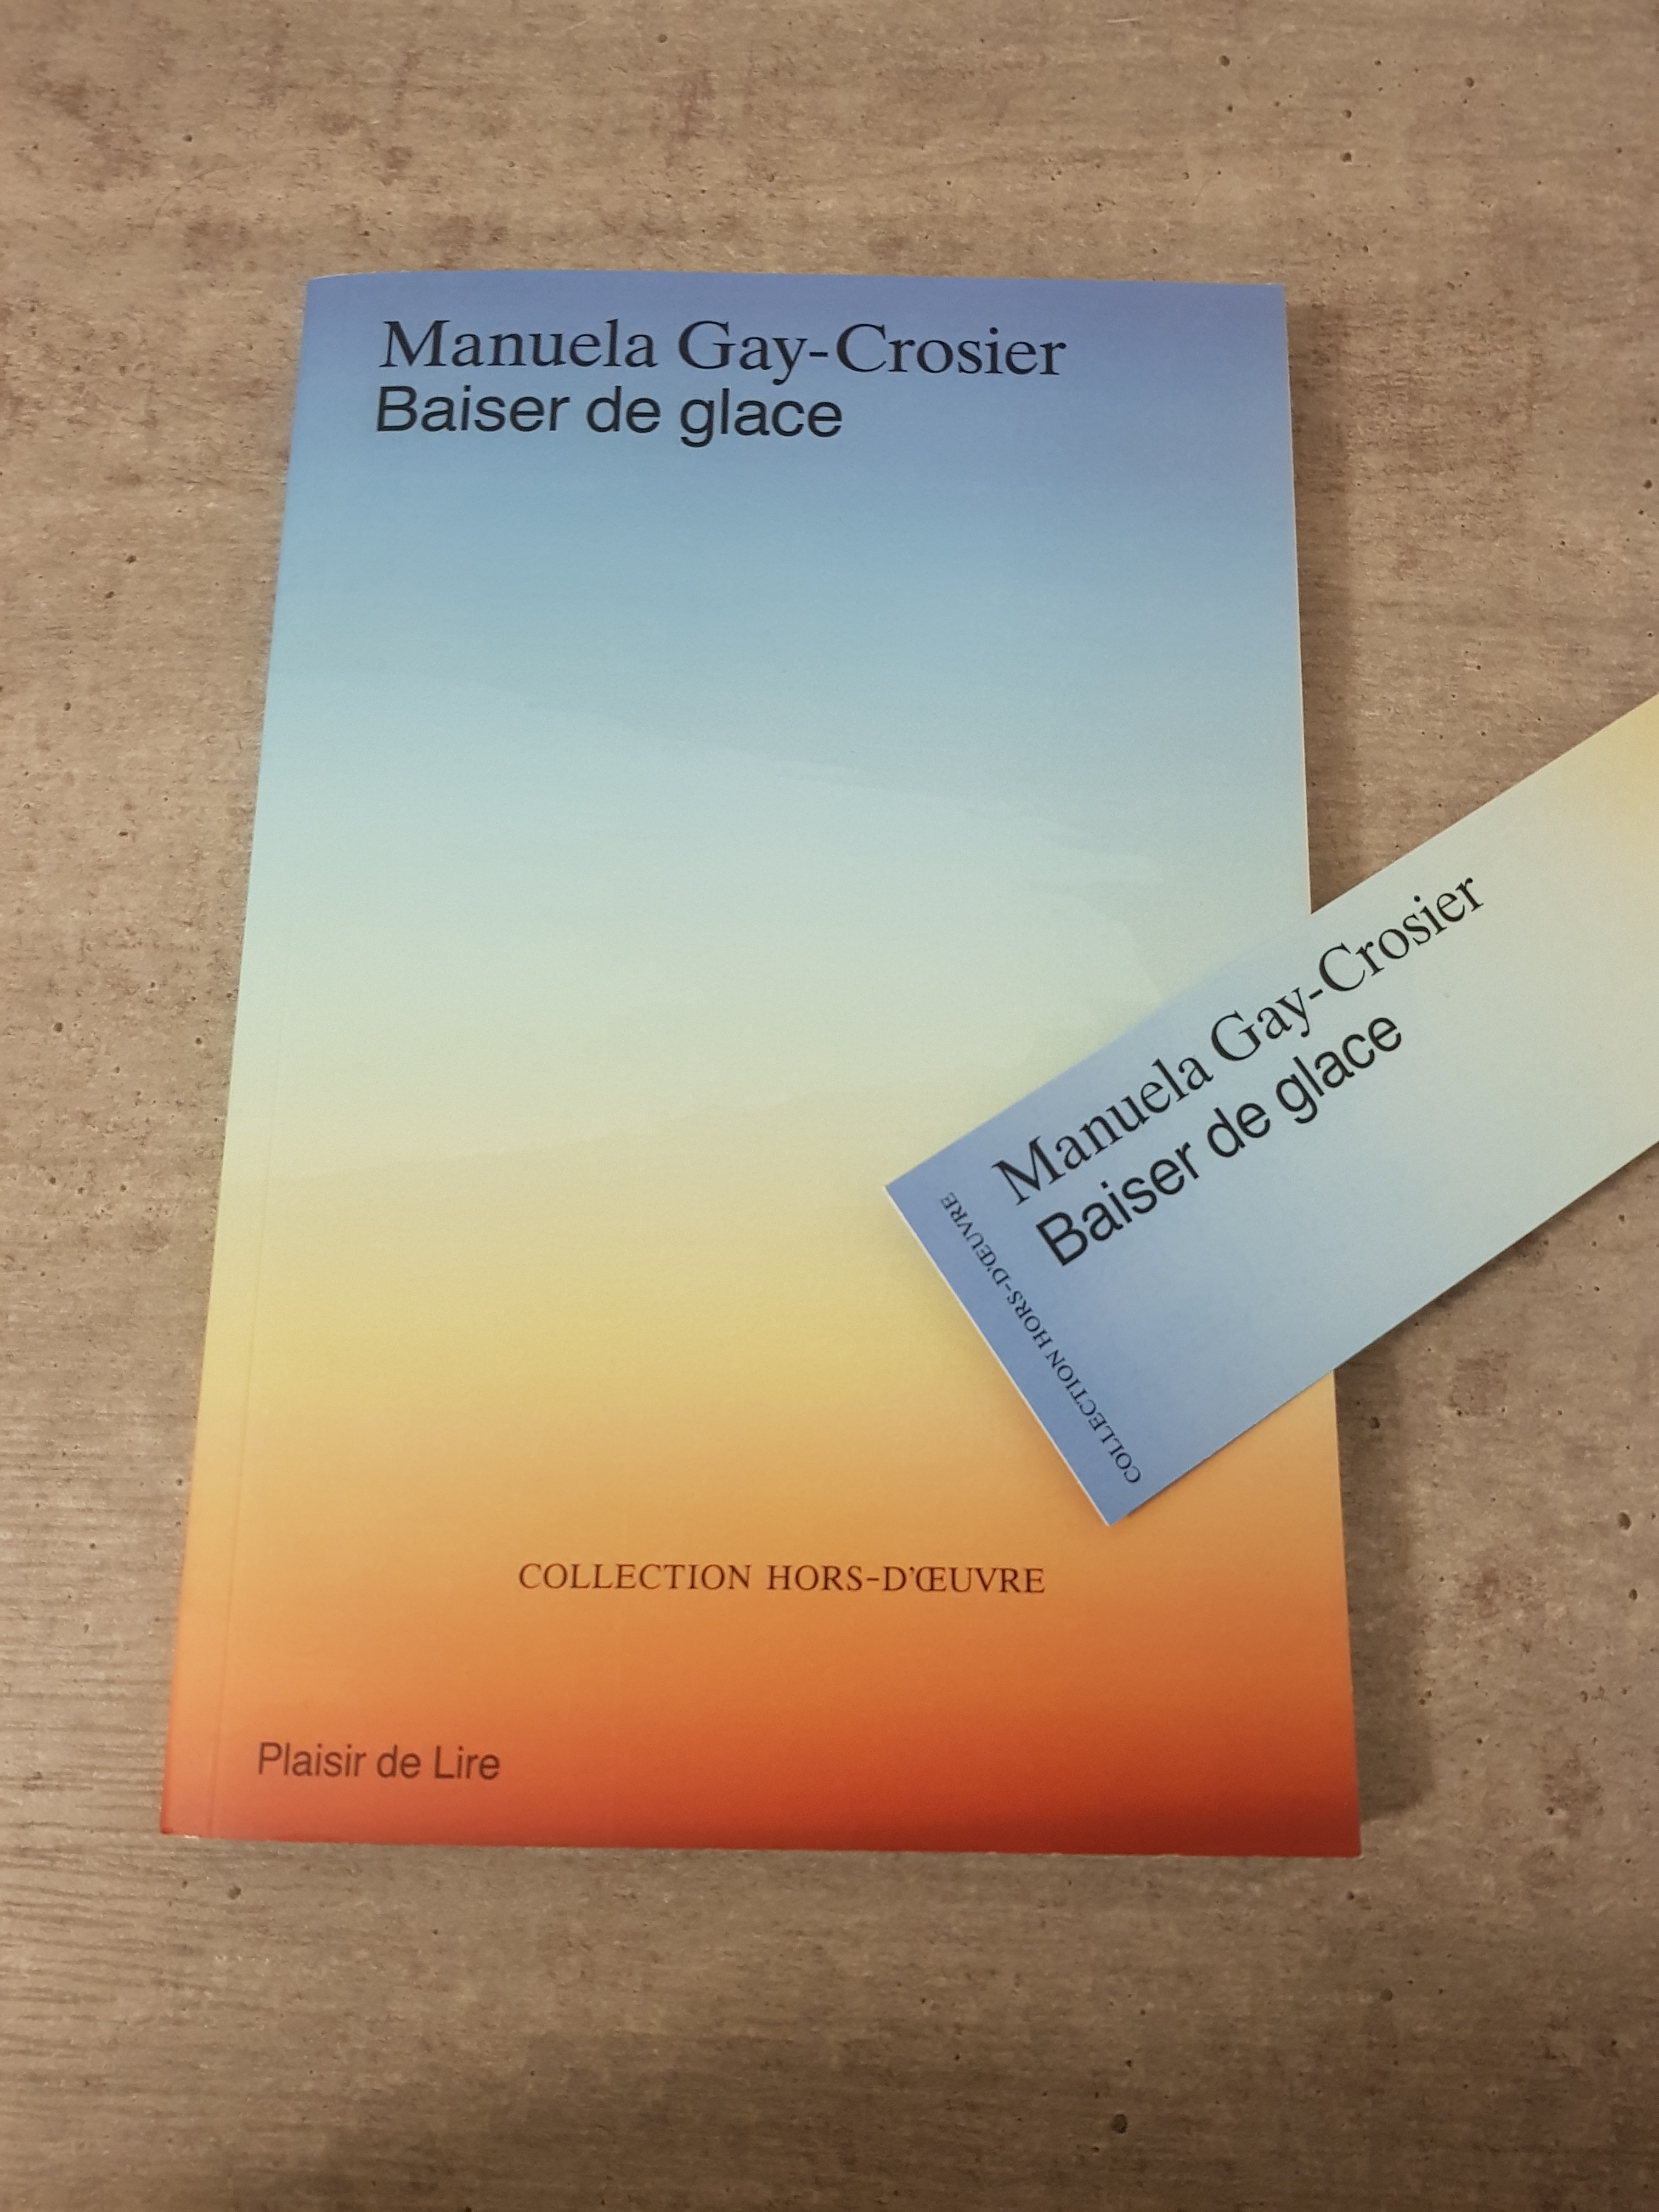 Manuela Gay-Crosier
Baiser de glace
COLLECTION HORS-D'ŒUVRE
Plaisir de Lire
Manuela Gay-Crosier
Baiser de glace
COLLECTION HORS-D'ŒUVRE